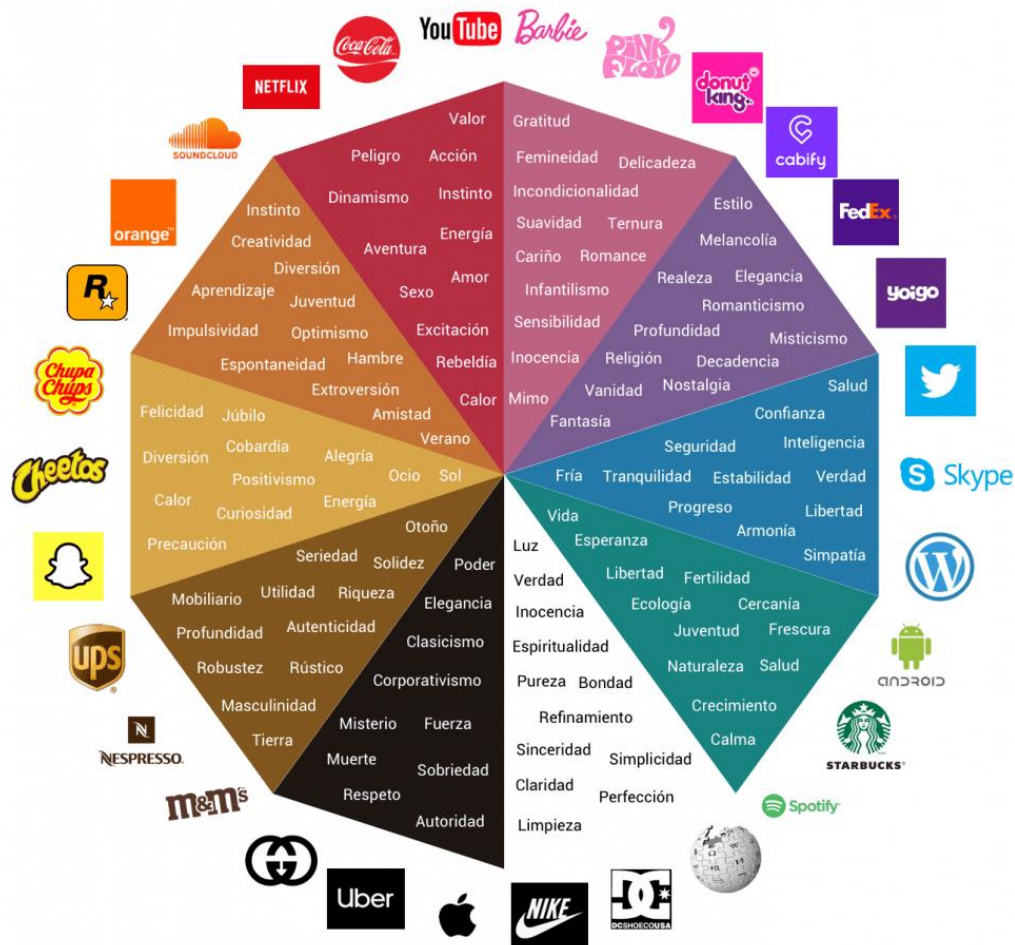 Coca-Cola
YouTube
Barbie
PINK FLOYD
donut king
cabify
FedEx
yoigo
Skype
ANDROID
STARBUCKS
Spotify
DC
DCSHOECOUSA
NIKE
Uber
m&m's
NESPRESSO
ups
Cheetos
Chupa Chups
R
orange
SOUNDCLOUD
NETFLIX
Valor
Peligro
Acción
Dinamismo
Instinto
Energía
Aventura
Amor
Sexo
Excitación
Rebeldía
Calor
Gratitud
Femineidad
Delicadeza
Incondicionalidad
Suavidad
Ternura
Cariño
Romance
Infantilismo
Sensibilidad
Inocencia
Mimo
Estilo
Melancolía
Realeza
Elegancia
Romanticismo
Profundidad
Misticismo
Religión
Decadencia
Vanidad
Nostalgia
Fantasía
Salud
Confianza
Seguridad
Inteligencia
Fría
Tranquilidad
Estabilidad
Verdad
Progreso
Libertad
Armonía
Simpatía
Vida
Esperanza
Libertad
Fertilidad
Ecología
Cercanía
Juventud
Frescura
Naturaleza
Salud
Crecimiento
Calma
Luz
Verdad
Inocencia
Espiritualidad
Pureza
Bondad
Refinamiento
Sinceridad
Simplicidad
Claridad
Perfección
Limpieza
Poder
Elegancia
Clasicismo
Corporativismo
Misterio
Fuerza
Muerte
Sobriedad
Respeto
Autoridad
Otoño
Seriedad
Solidez
Mobiliario
Utilidad
Riqueza
Profundidad
Autenticidad
Robustez
Rústico
Masculinidad
Tierra
Felicidad
Júbilo
Cobardía
Alegría
Diversión
Positivismo
Ocio
Sol
Calor
Curiosidad
Energía
Precaución
Instinto
Creatividad
Diversión
Aprendizaje
Juventud
Impulsividad
Optimismo
Espontaneidad
Hambre
Extroversión
Amistad
Verano